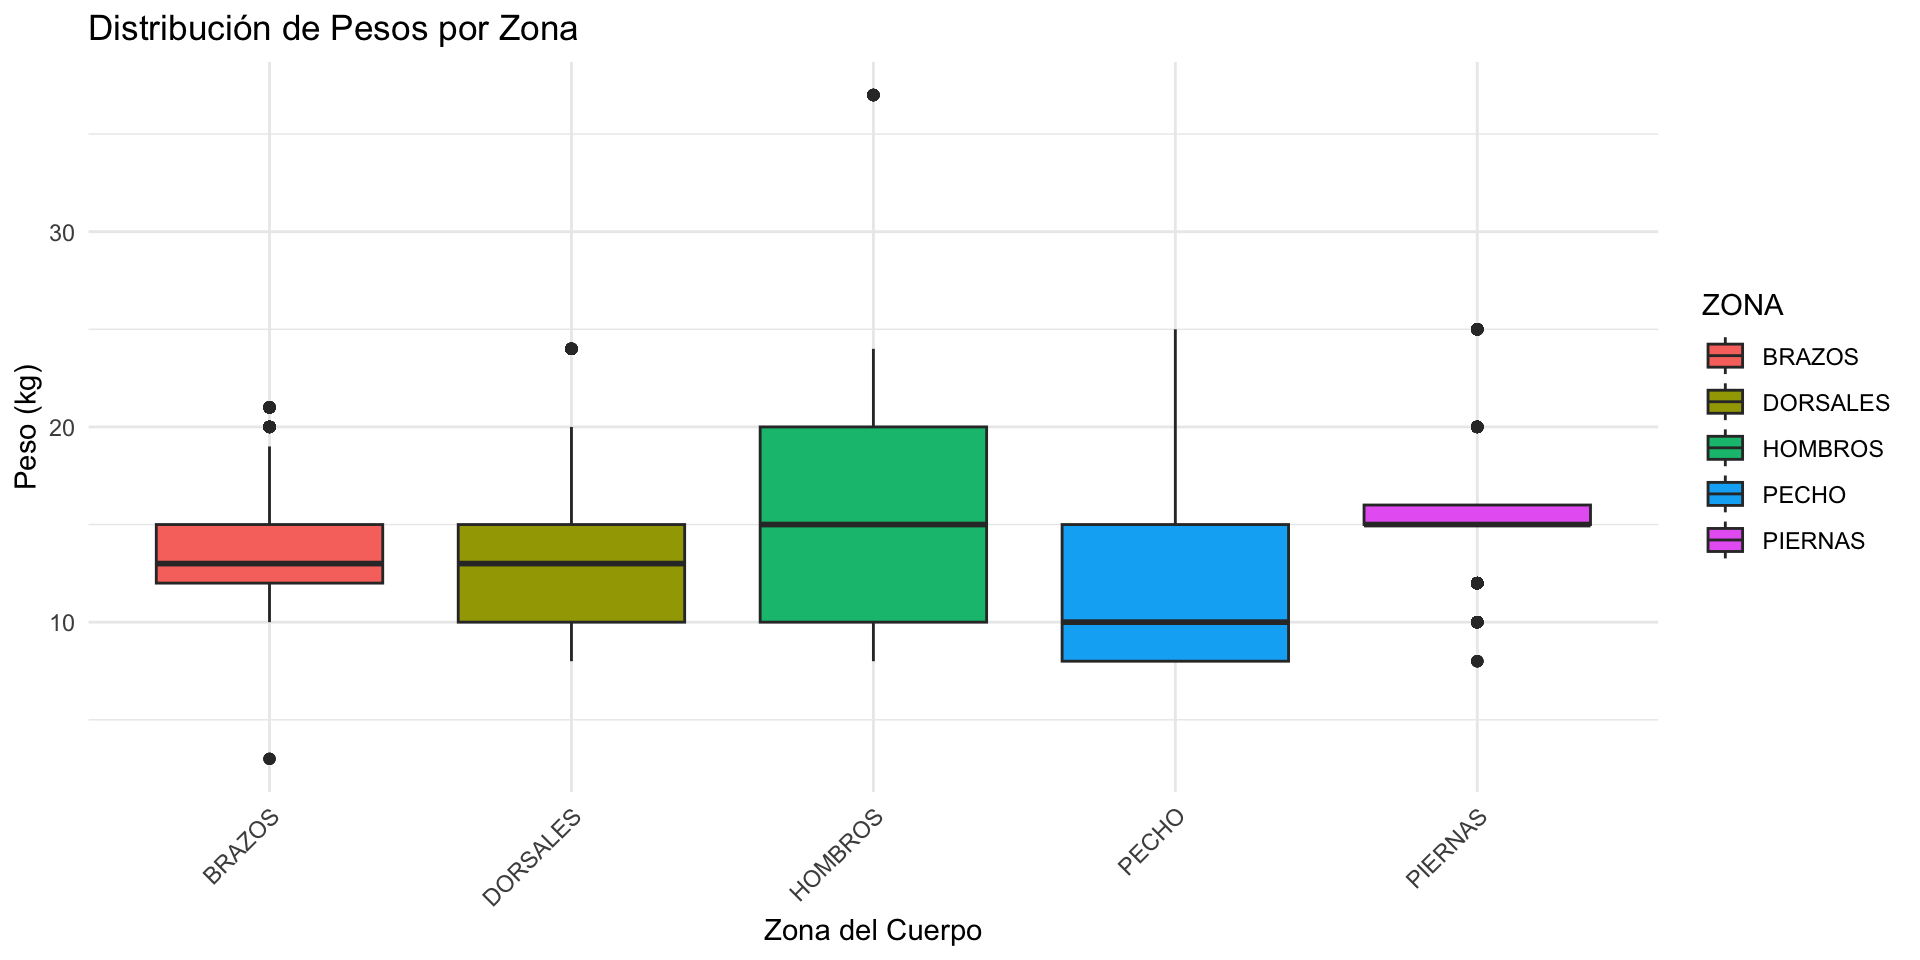 Distribución de Pesos por Zona
Peso (kg)
30
20
10
BRAZOS
DORSALES
HOMBROS
PECHO
PIERNAS
Zona del Cuerpo
ZONA
BRAZOS
DORSALES
HOMBROS
PECHO
PIERNAS